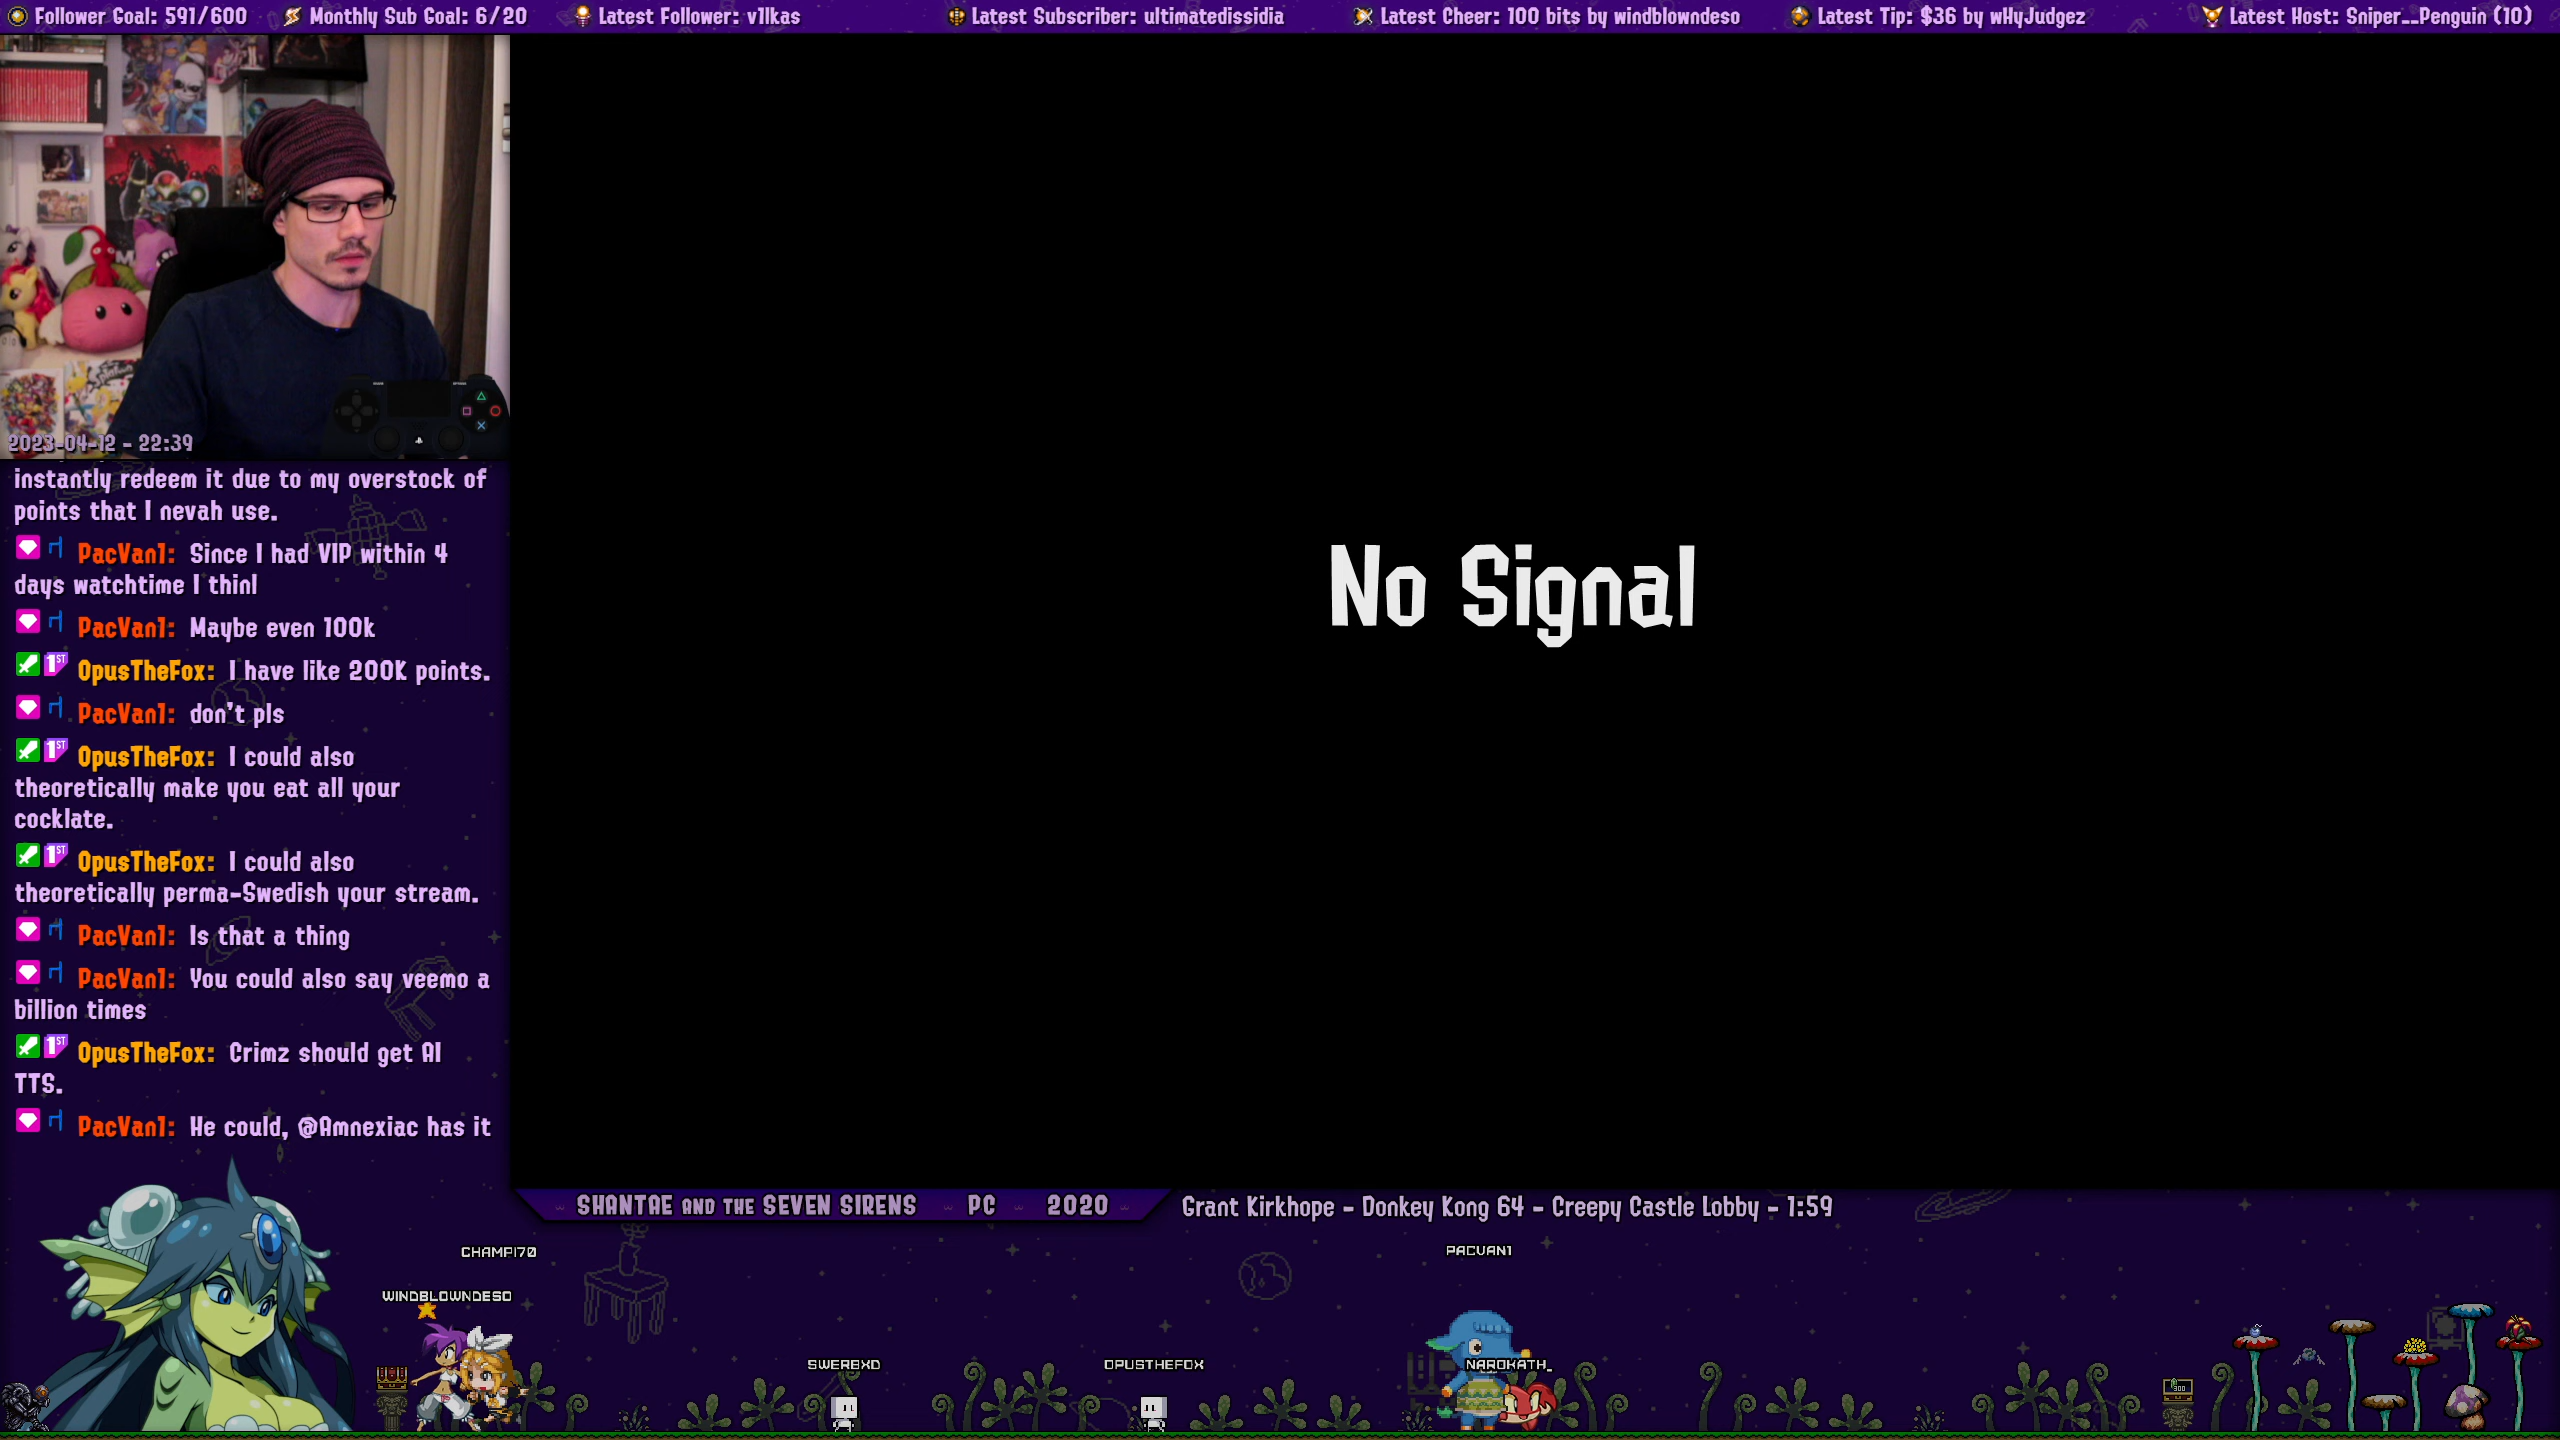 Follower Goal: 591/600 Monthly Sub Goal: 6/20 Latest Follower: v1lkas Latest Subscriber: ultimatedissidia Latest Cheer: 100 bits by windblowndeso Latest Tip: $36 by wHyJudgez Latest Host: Sniper__Penguin (10)
2023-04-12 - 22:39
instantly redeem it due to my overstock of
points that I nevah use.
PacVan1: Since I had VIP within 4
days watchtime I thinl
PacVan1: Maybe even 100k
1ST OpusTheFox: I have like 200K points.
PacVan1: don't pls
1ST OpusTheFox: I could also
theoretically make you eat all your
cocklate.
1ST OpusTheFox: I could also
theoretically perma-Swedish your stream.
PacVan1: Is that a thing
PacVan1: You could also say veemo a
billion times
1ST OpusTheFox: Crimz should get AI
TTS.
PacVan1: He could, @Amnexiac has it
No Signal
SHANTAE AND THE SEVEN SIRENS - PC - 2020
Grant Kirkhope - Donkey Kong 64 - Creepy Castle Lobby - 1:59
CHAMPI70
PACVAN1
WINDBLOWNDESO
SWERBXD
OPUSTHEFOX
NAROKATH_
300